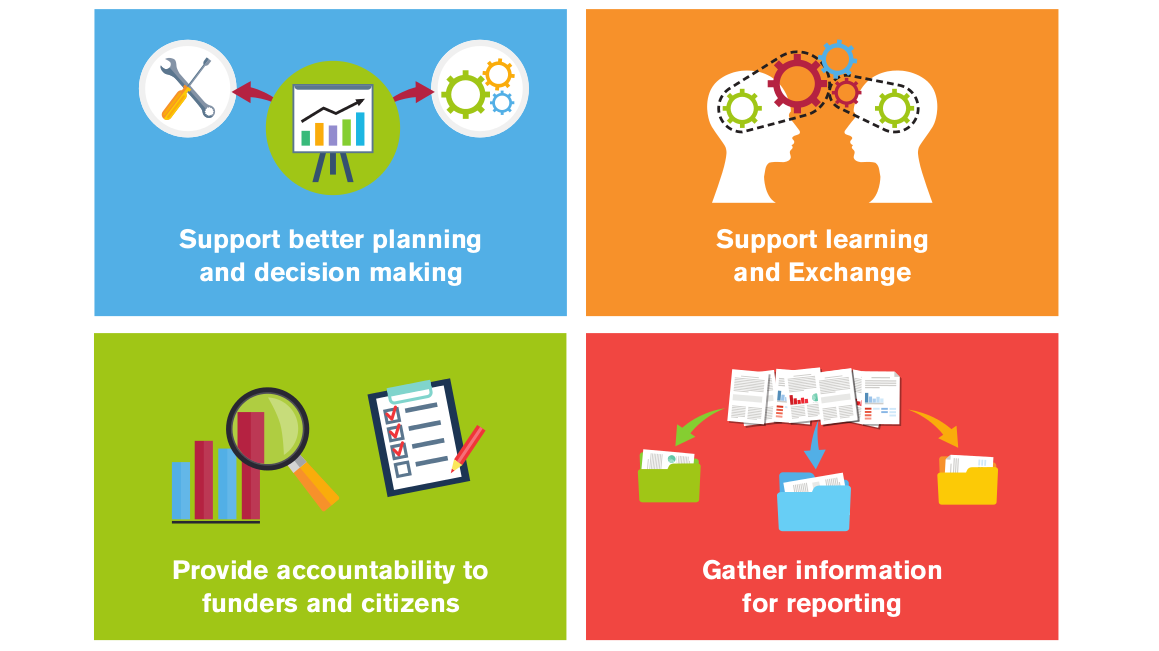 Support better planning
and decision making
Support learning
and Exchange
Provide accountability to
funders and citizens
Gather information
for reporting